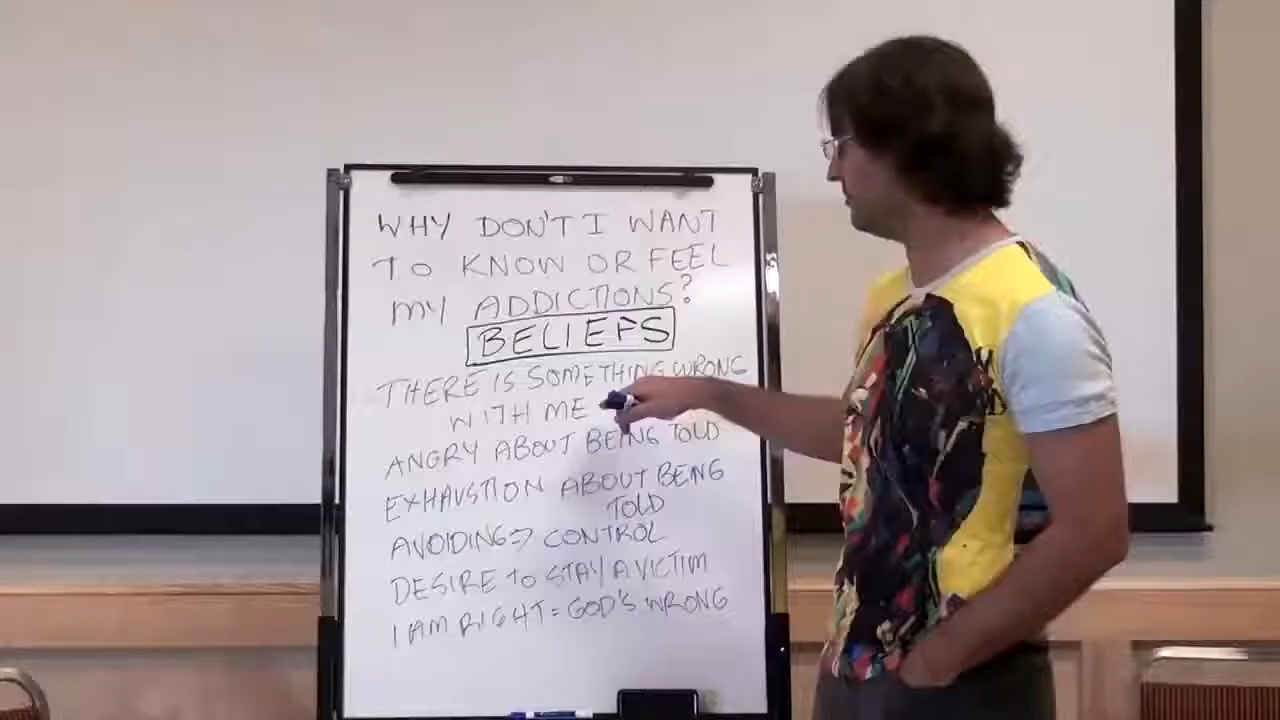 WHY DON'T I WANT
TO KNOW OR FEEL
MY ADDICTIONS?
BELIEFS
THERE IS SOMETHING WRONG
WITH ME
ANGRY ABOUT BEING TOLD
EXHAUSTION ABOUT BEING
TOLD
AVOIDING => CONTROL
DESIRE TO STAY A VICTIM
I AM RIGHT = GOD'S WRONG